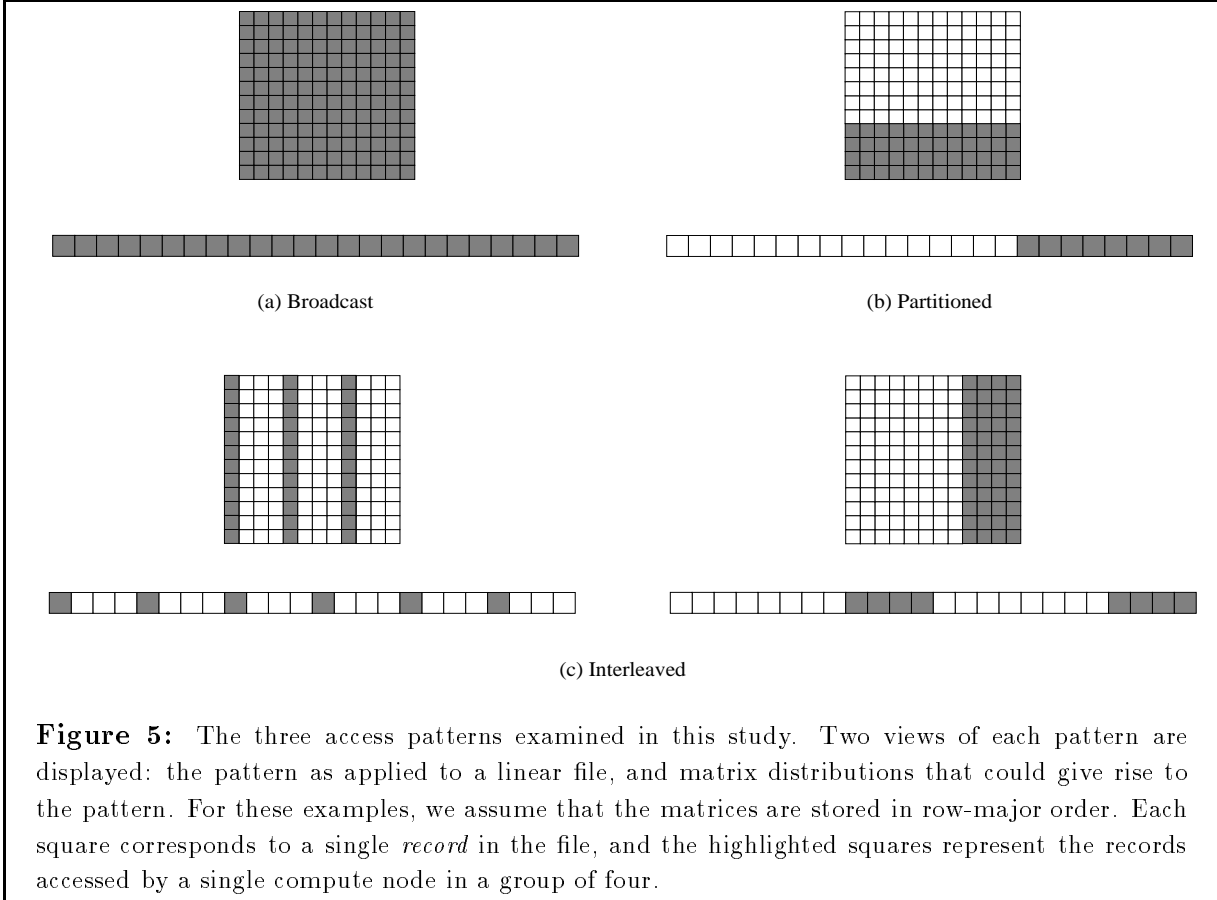 (a) Broadcast
(b) Partitioned
(c) Interleaved
Figure 5: The three access patterns examined in this study. Two views of each pattern are
displayed: the pattern as applied to a linear file, and matrix distributions that could give rise to
the pattern. For these examples, we assume that the matrices are stored in row-major order. Each
square corresponds to a single record in the file, and the highlighted squares represent the records
accessed by a single compute node in a group of four.